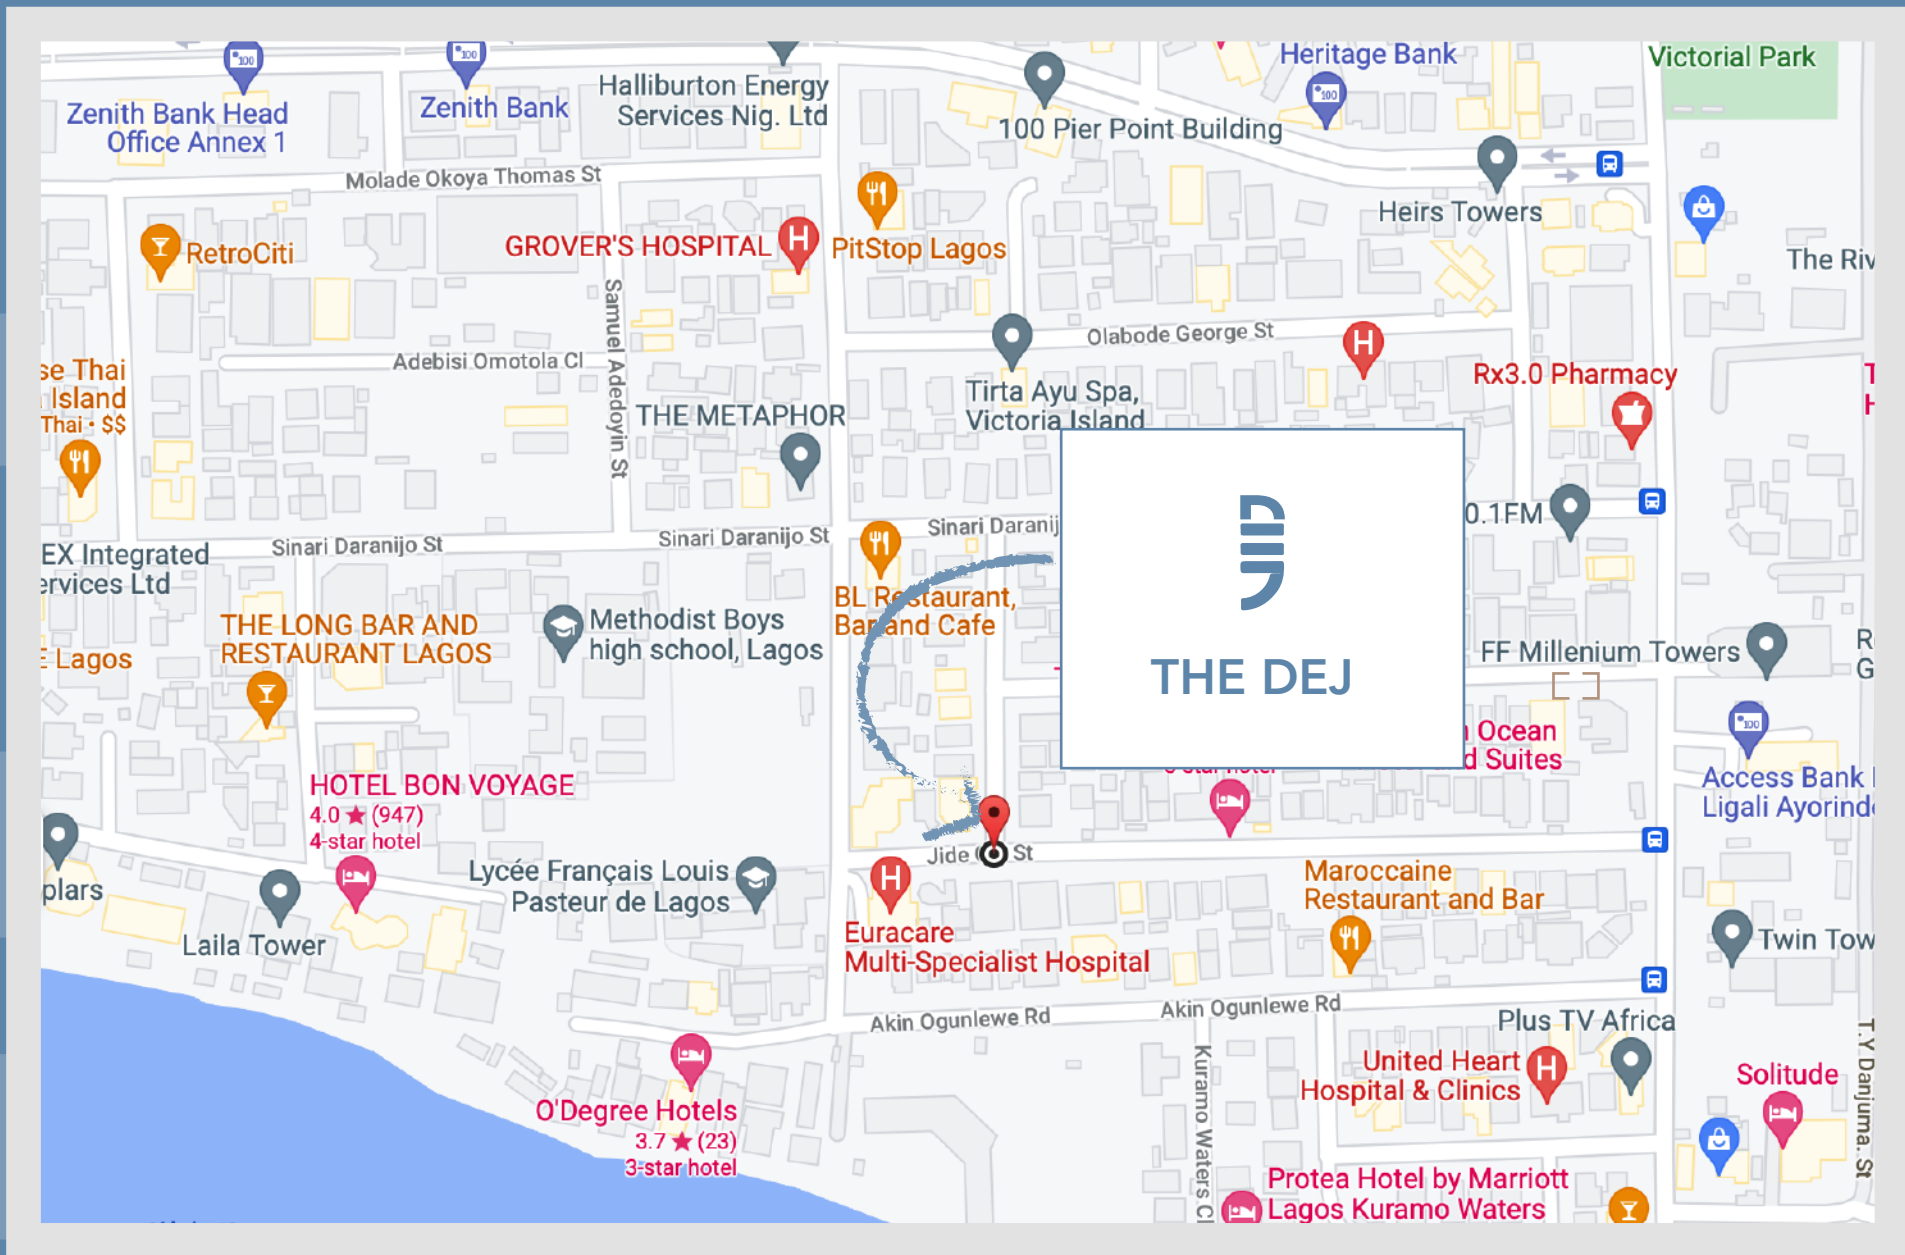 Heritage Bank
Victorial Park
Zenith Bank Head
Office Annex 1
Zenith Bank
Halliburton Energy
Services Nig. Ltd
100 Pier Point Building
Molade Okoya Thomas St
Heirs Towers
RetroCiti
GROVER'S HOSPITAL
PitStop Lagos
The Riv
Samuel Adedoyin St
Olabode George St
Adebisi Omotola Cl
se Thai
Island
Thai • $$
Rx3.0 Pharmacy
Tirta Ayu Spa,
Victoria Island
THE METAPHOR
0.1FM
Sinari Daranijo St
Sinari Daranijo St
Sinari Daranij
EX Integrated
ervices Ltd
BL Restaurant,
Bar and Cafe
THE LONG BAR AND
RESTAURANT LAGOS
Methodist Boys
high school, Lagos
E Lagos
THE DEJ
FF Millenium Towers
R
G
Ocean
d Suites
HOTEL BON VOYAGE
4.0 ★ (947)
4-star hotel
Access Bank
Ligali Ayorinde
Jide St
plars
Lycée Français Louis
Pasteur de Lagos
Maroccaine
Restaurant and Bar
Laila Tower
Euracare
Multi-Specialist Hospital
Twin Tow
Akin Ogunlewe Rd
Akin Ogunlewe Rd
Plus TV Africa
United Heart
Hospital & Clinics
Kuramo Waters Cl
T.Y Danjuma. St
Solitude
O'Degree Hotels
3.7 ★ (23)
3-star hotel
Protea Hotel by Marriott
Lagos Kuramo Waters